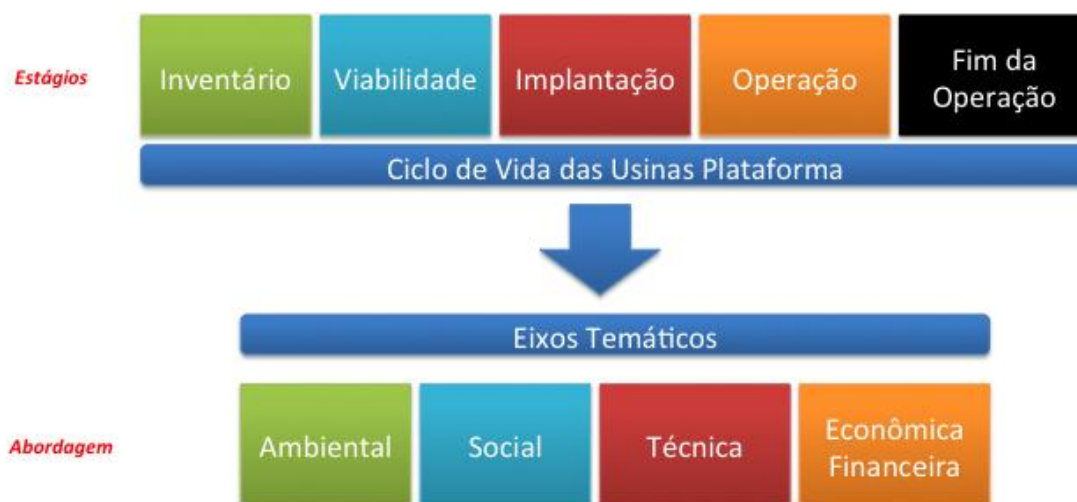 Estágios
Inventário
Viabilidade
Implantação
Operação
Fim da
Operação
Ciclo de Vida das Usinas Plataforma
Eixos Temáticos
Abordagem
Ambiental
Social
Técnica
Econômica
Financeira